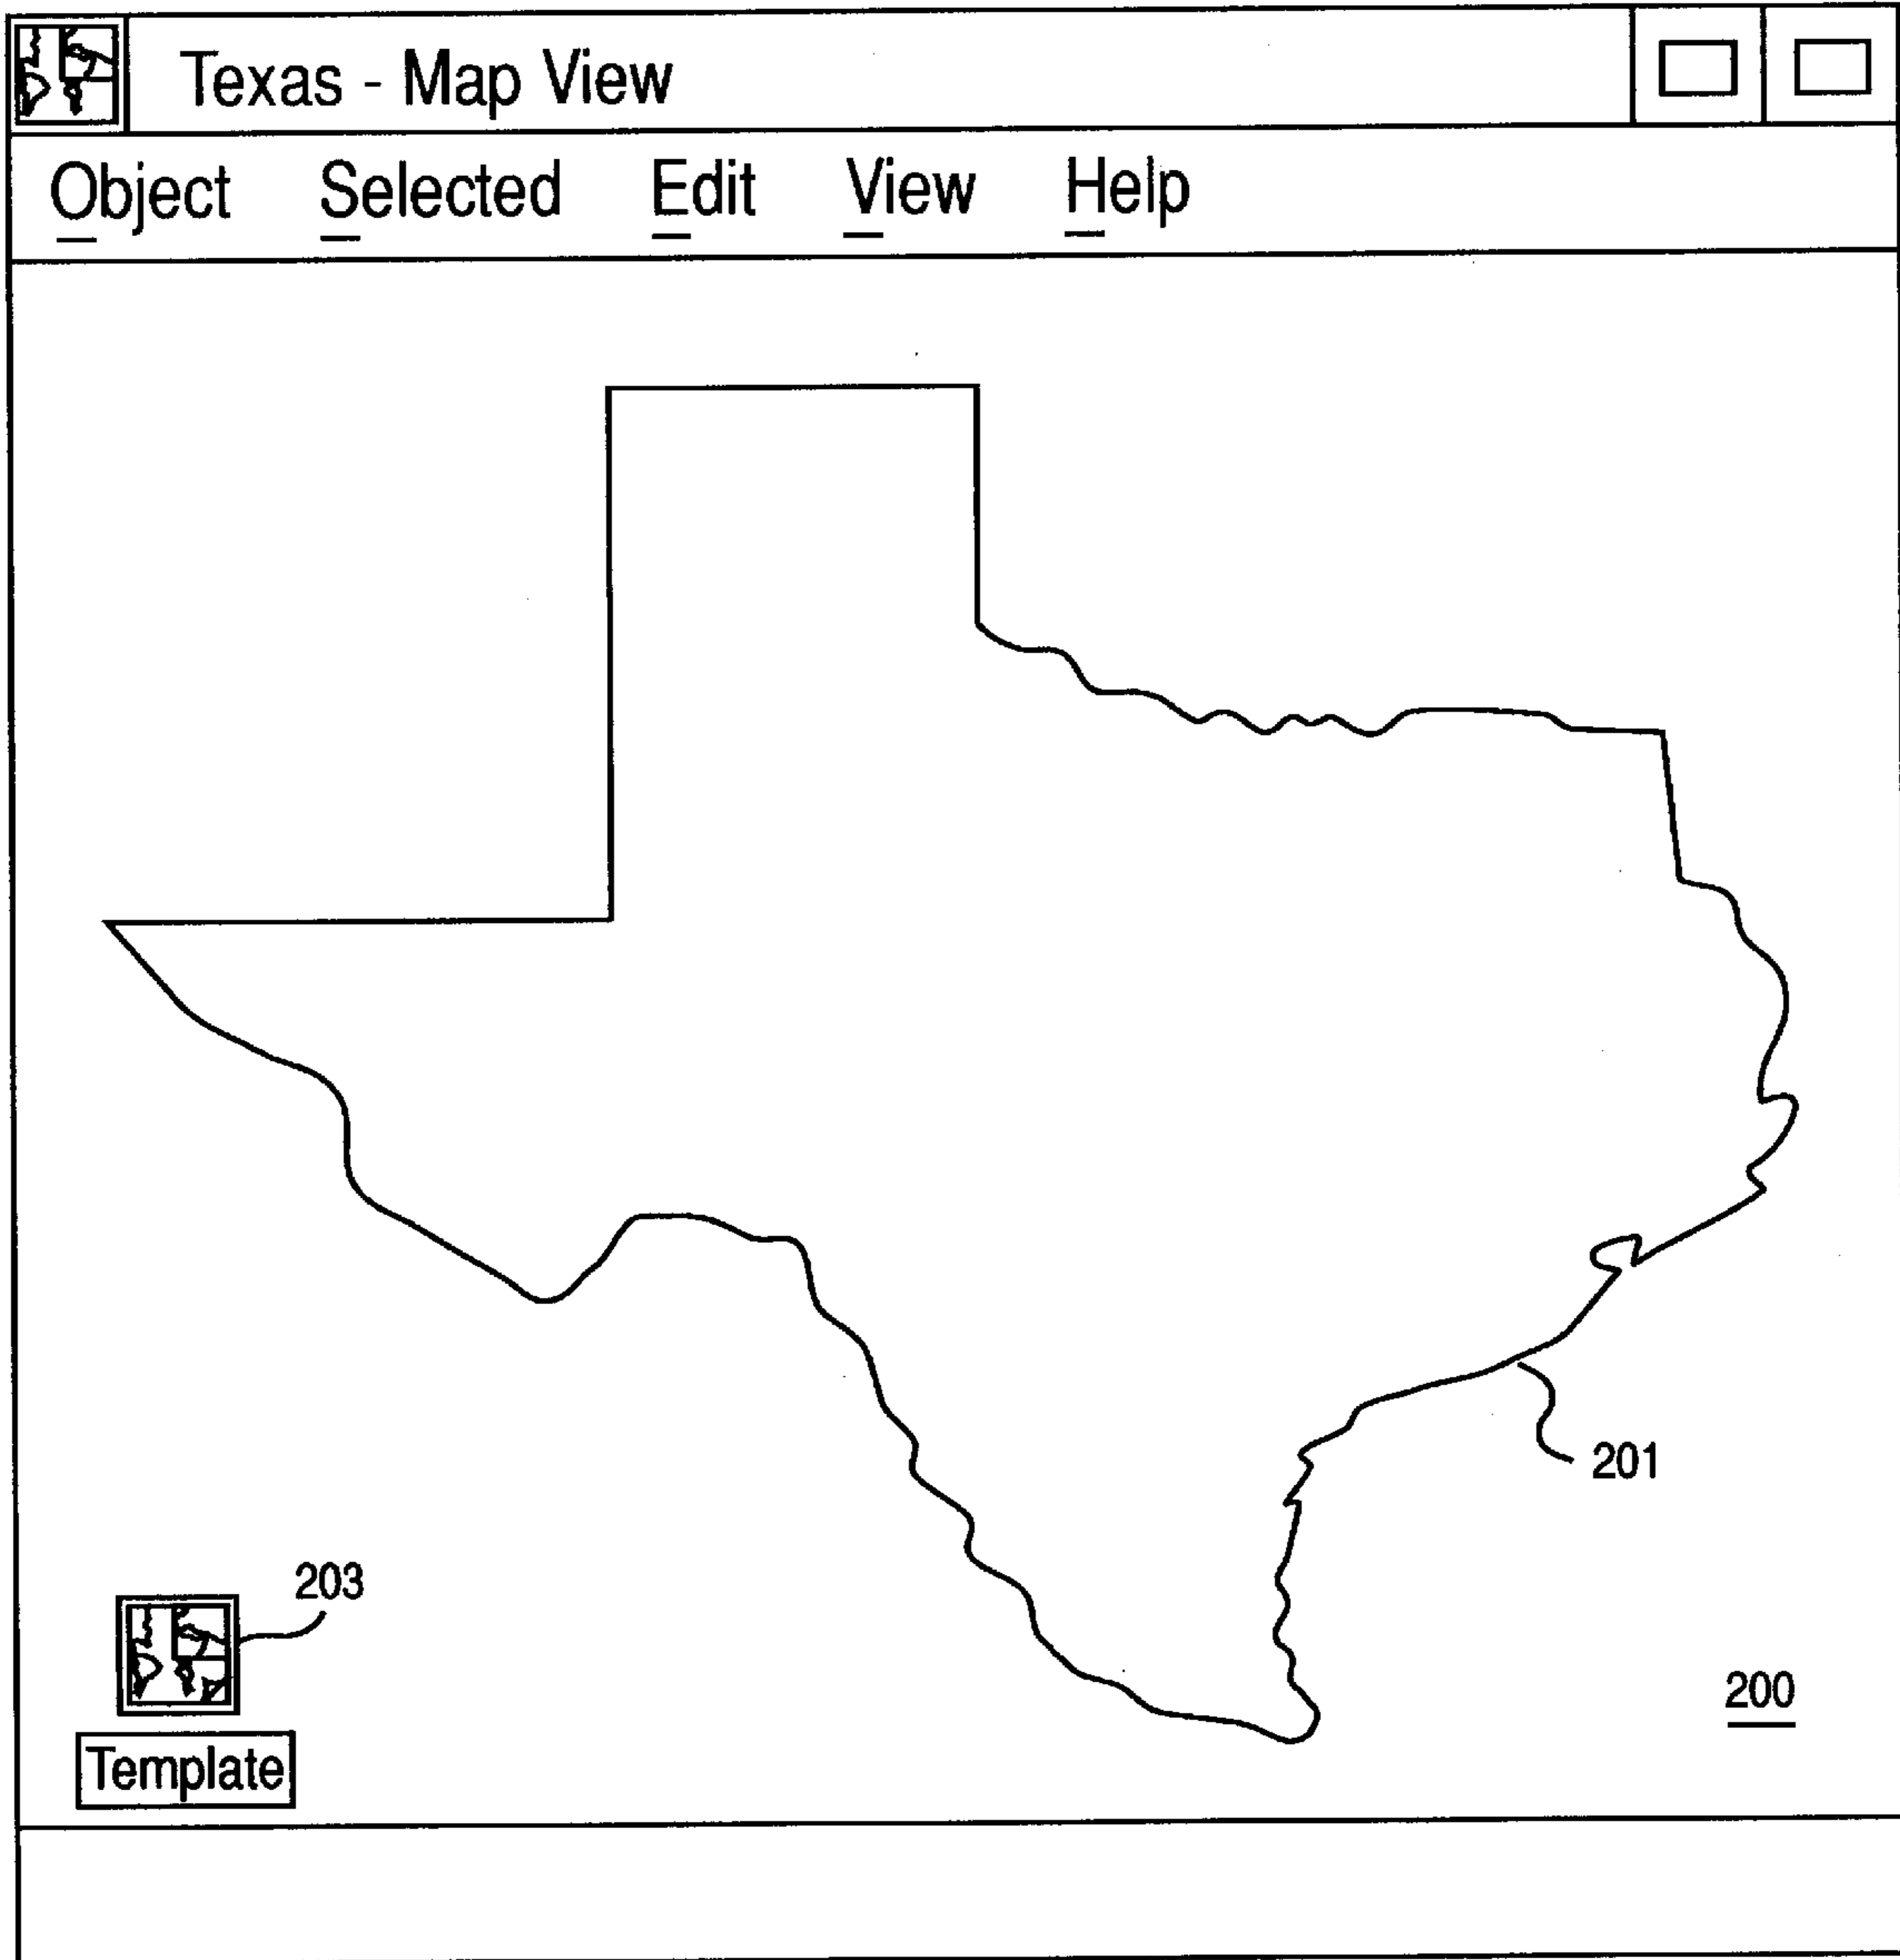 Texas - Map View
Object Selected Edit View Help
201
203
200
Template